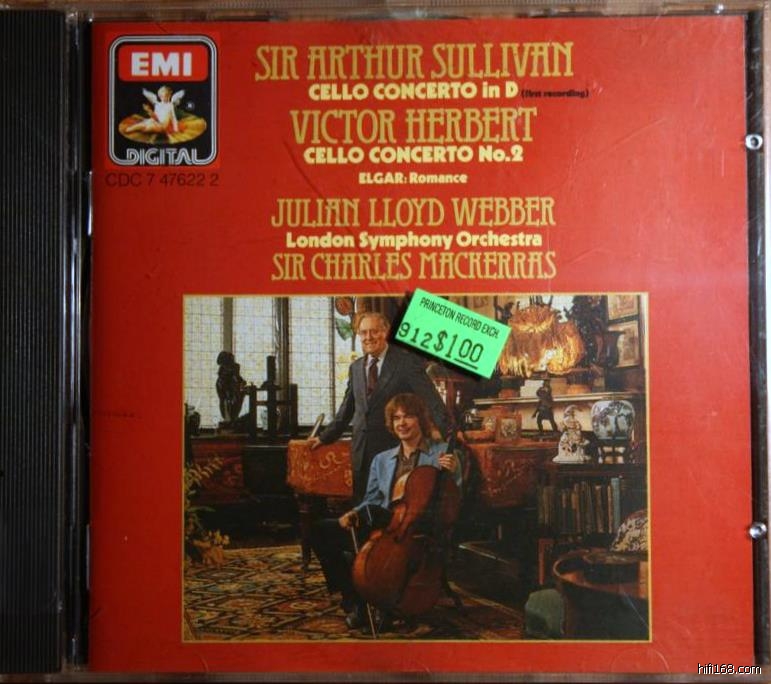 EMI
DIGITAL
CDC 7 47622 2
SIR ARTHUR SULLIVAN
CELLO CONCERTO in D (first recording)
VICTOR HERBERT
CELLO CONCERTO No.2
ELGAR: Romance
JULIAN LLOYD WEBBER
London Symphony Orchestra
SIR CHARLES MACKERRAS
PRINCETON RECORD EXCH.
912 $1.00
hifi168.com